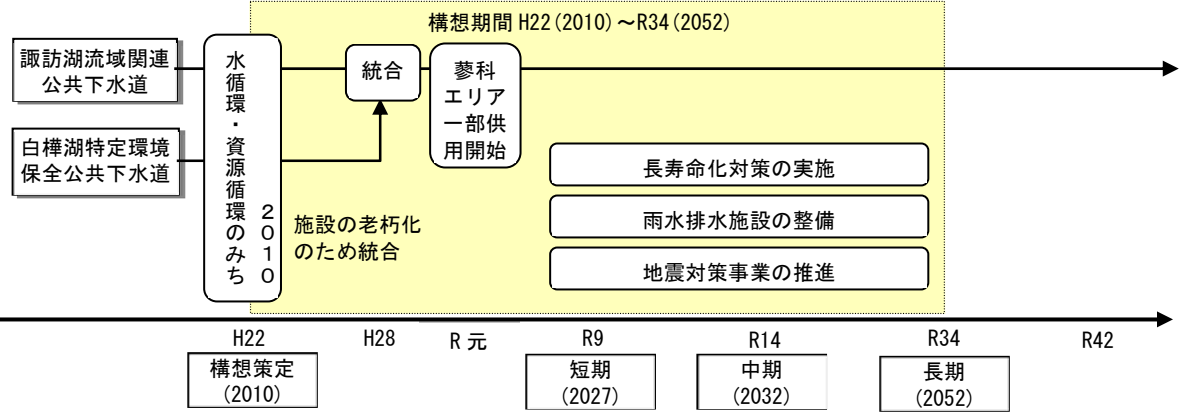 構想期間 H22(2010)～R34(2052)
諏訪湖流域関連
公共下水道
白樺湖特定環境
保全公共下水道
水循環・資源循環のみち
2010
統合
蓼科
エリア
一部供
用開始
施設の老朽化
のため統合
長寿命化対策の実施
雨水排水施設の整備
地震対策事業の推進
H22
H28
R元
R9
R14
R34
R42
構想策定
(2010)
短期
(2027)
中期
(2032)
長期
(2052)